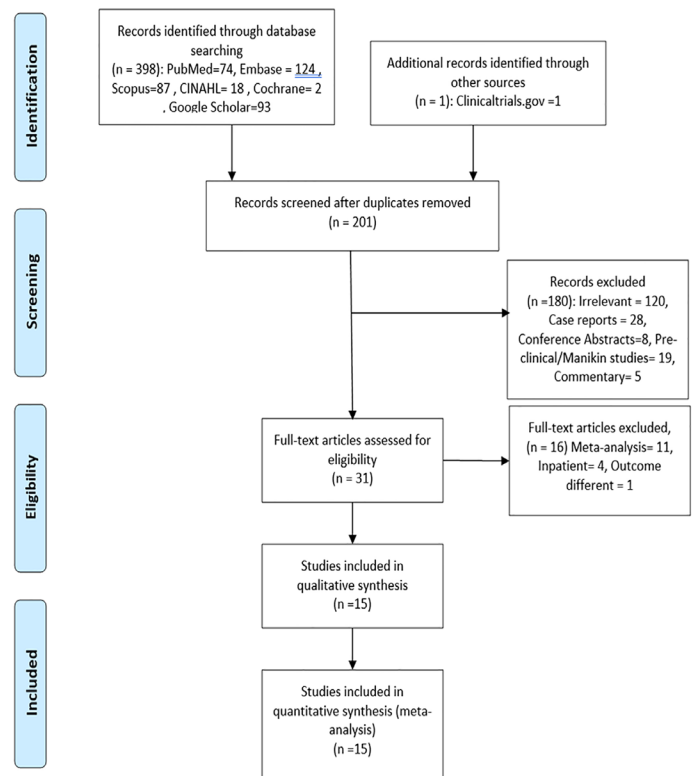 Identification
Records identified through database
searching
(n = 398): PubMed=74, Embase = 124 ,
Scopus=87 , CINAHL= 18 , Cochrane= 2
, Google Scholar=93
Additional records identified through
other sources
(n = 1): Clinicaltrials.gov =1
Records screened after duplicates removed
(n = 201)
Screening
Records excluded
(n =180): Irrelevant = 120,
Case reports = 28,
Conference Abstracts=8, Pre-
clinical/Manikin studies= 19,
Commentary= 5
Eligibility
Full-text articles assessed for
eligibility
(n = 31)
Full-text articles excluded,
(n = 16) Meta-analysis= 11,
Inpatient= 4, Outcome
different = 1
Studies included in
qualitative synthesis
(n =15)
Included
Studies included in
quantitative synthesis (meta-
analysis)
(n =15)